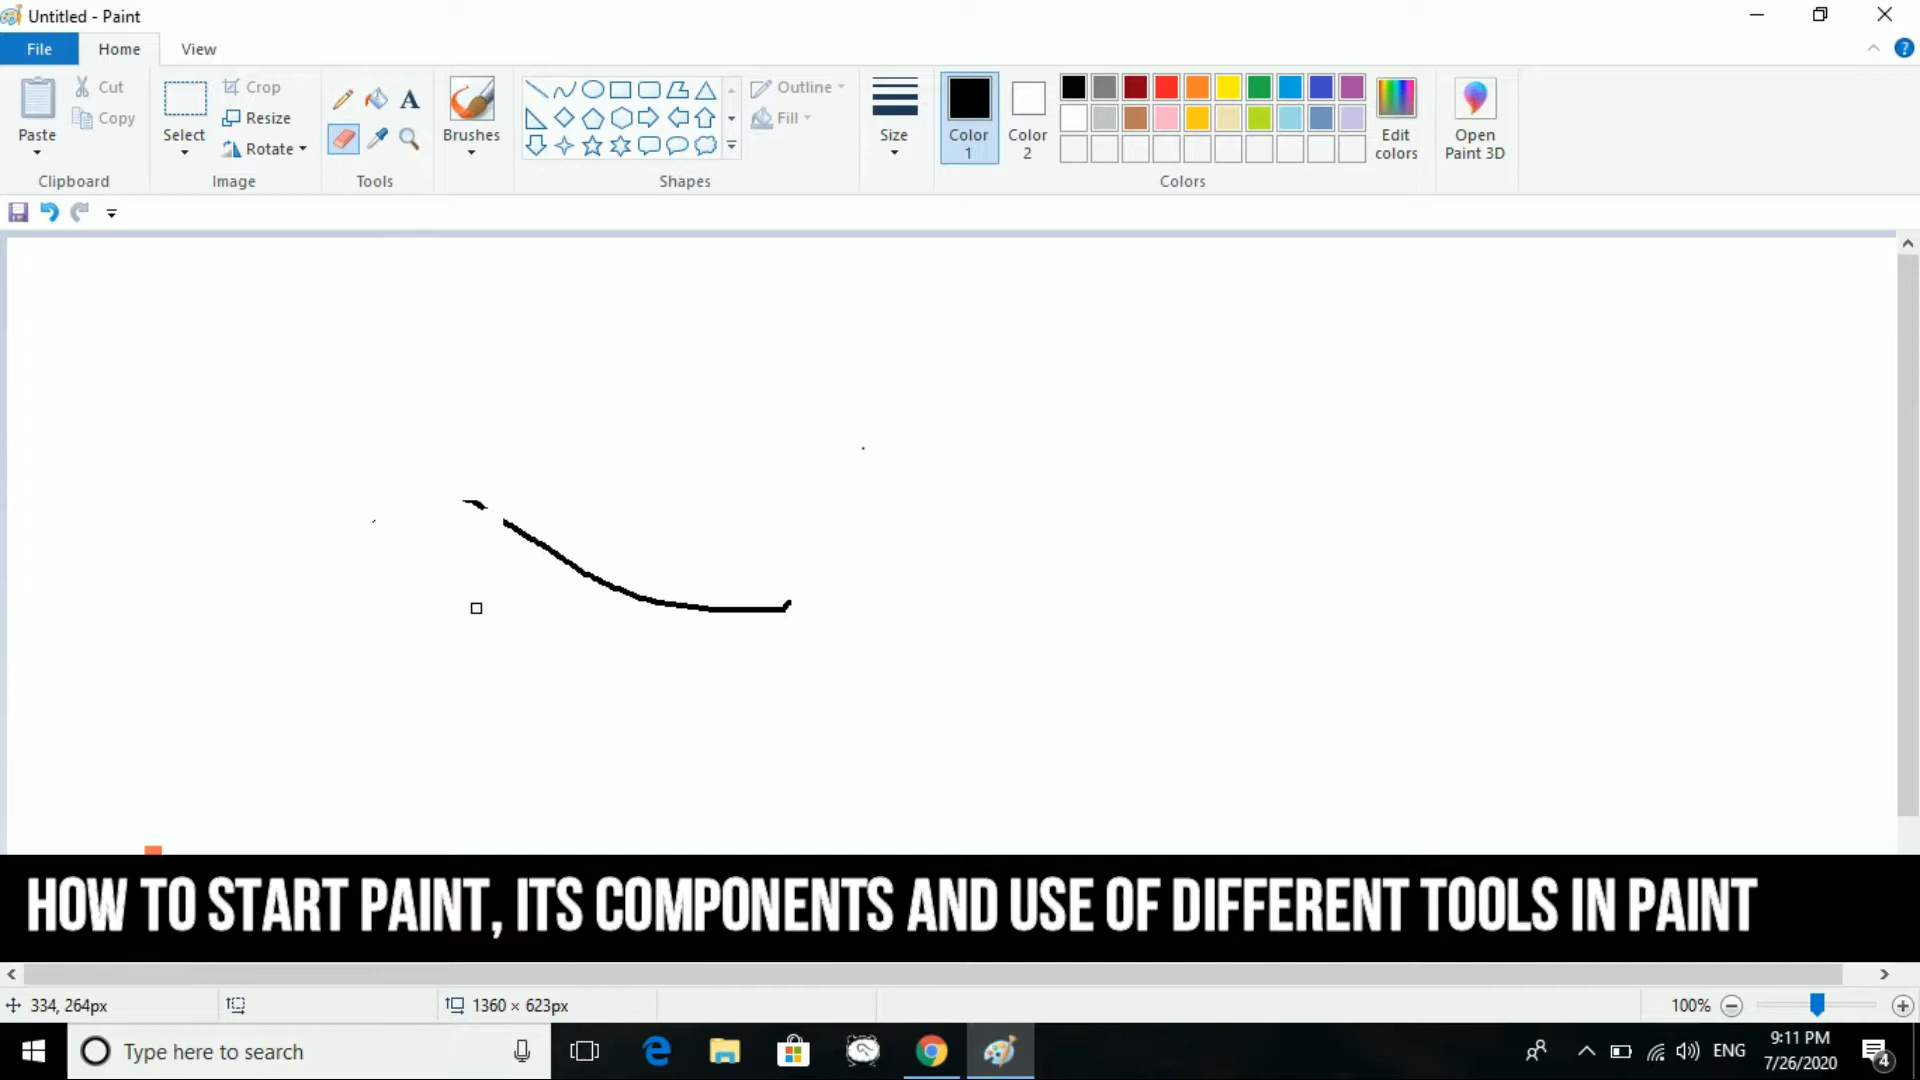 Untitled - Paint
File Home View
Paste Cut Copy Clipboard
Select Crop Resize Rotate Image
A Tools
Brushes
Shapes Outline Fill
Size
Color 1 Color 2 Edit colors Colors
Open Paint 3D
HOW TO START PAINT, ITS COMPONENTS AND USE OF DIFFERENT TOOLS IN PAINT
334, 264px 1360 × 623px 100%
Type here to search ENG 9:11 PM 7/26/2020 4